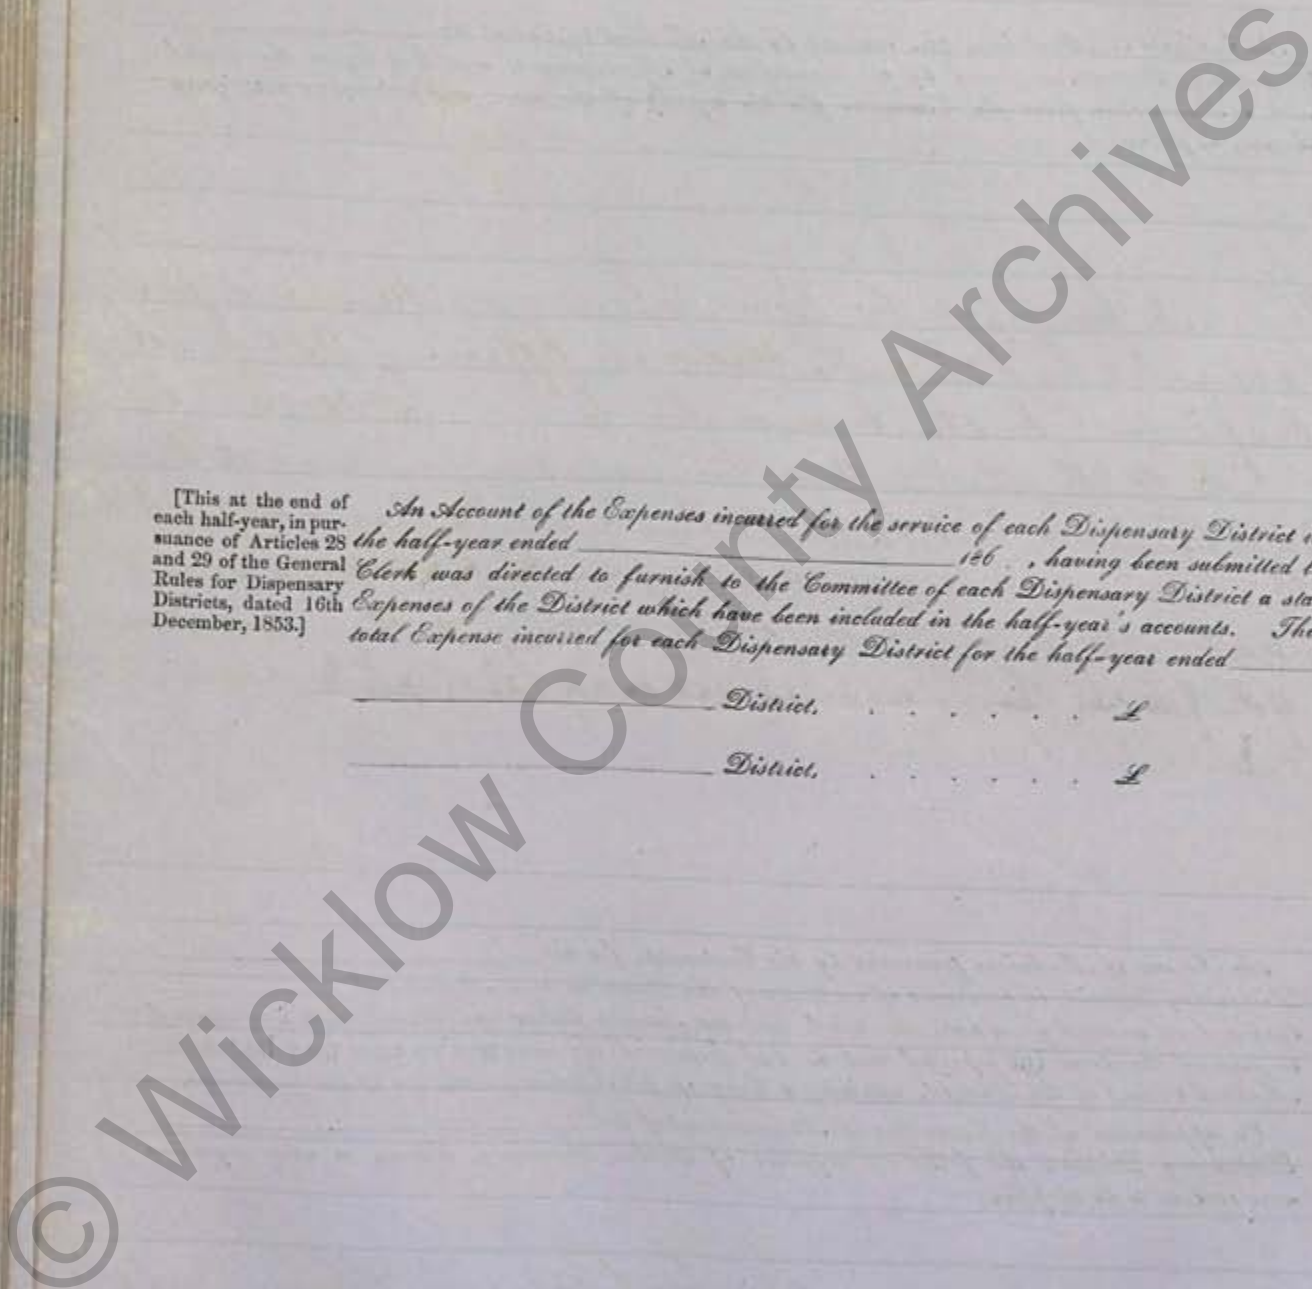 [This at the end of
each half-year, in pur-
suance of Articles 28
and 29 of the General
Rules for Dispensary
Districts, dated 16th
December, 1853.]
An Account of the Expenses incurred for the service of each Dispensary District
the half-year ended 186 , having been submitted
Clerk was directed to furnish to the Committee of each Dispensary District a sta
Expenses of the District which have been included in the half-year's accounts. The
total Expense incurred for each Dispensary District for the half-year ended
District, . . . . . . £
District, . . . . . . £
© Wicklow County Archives